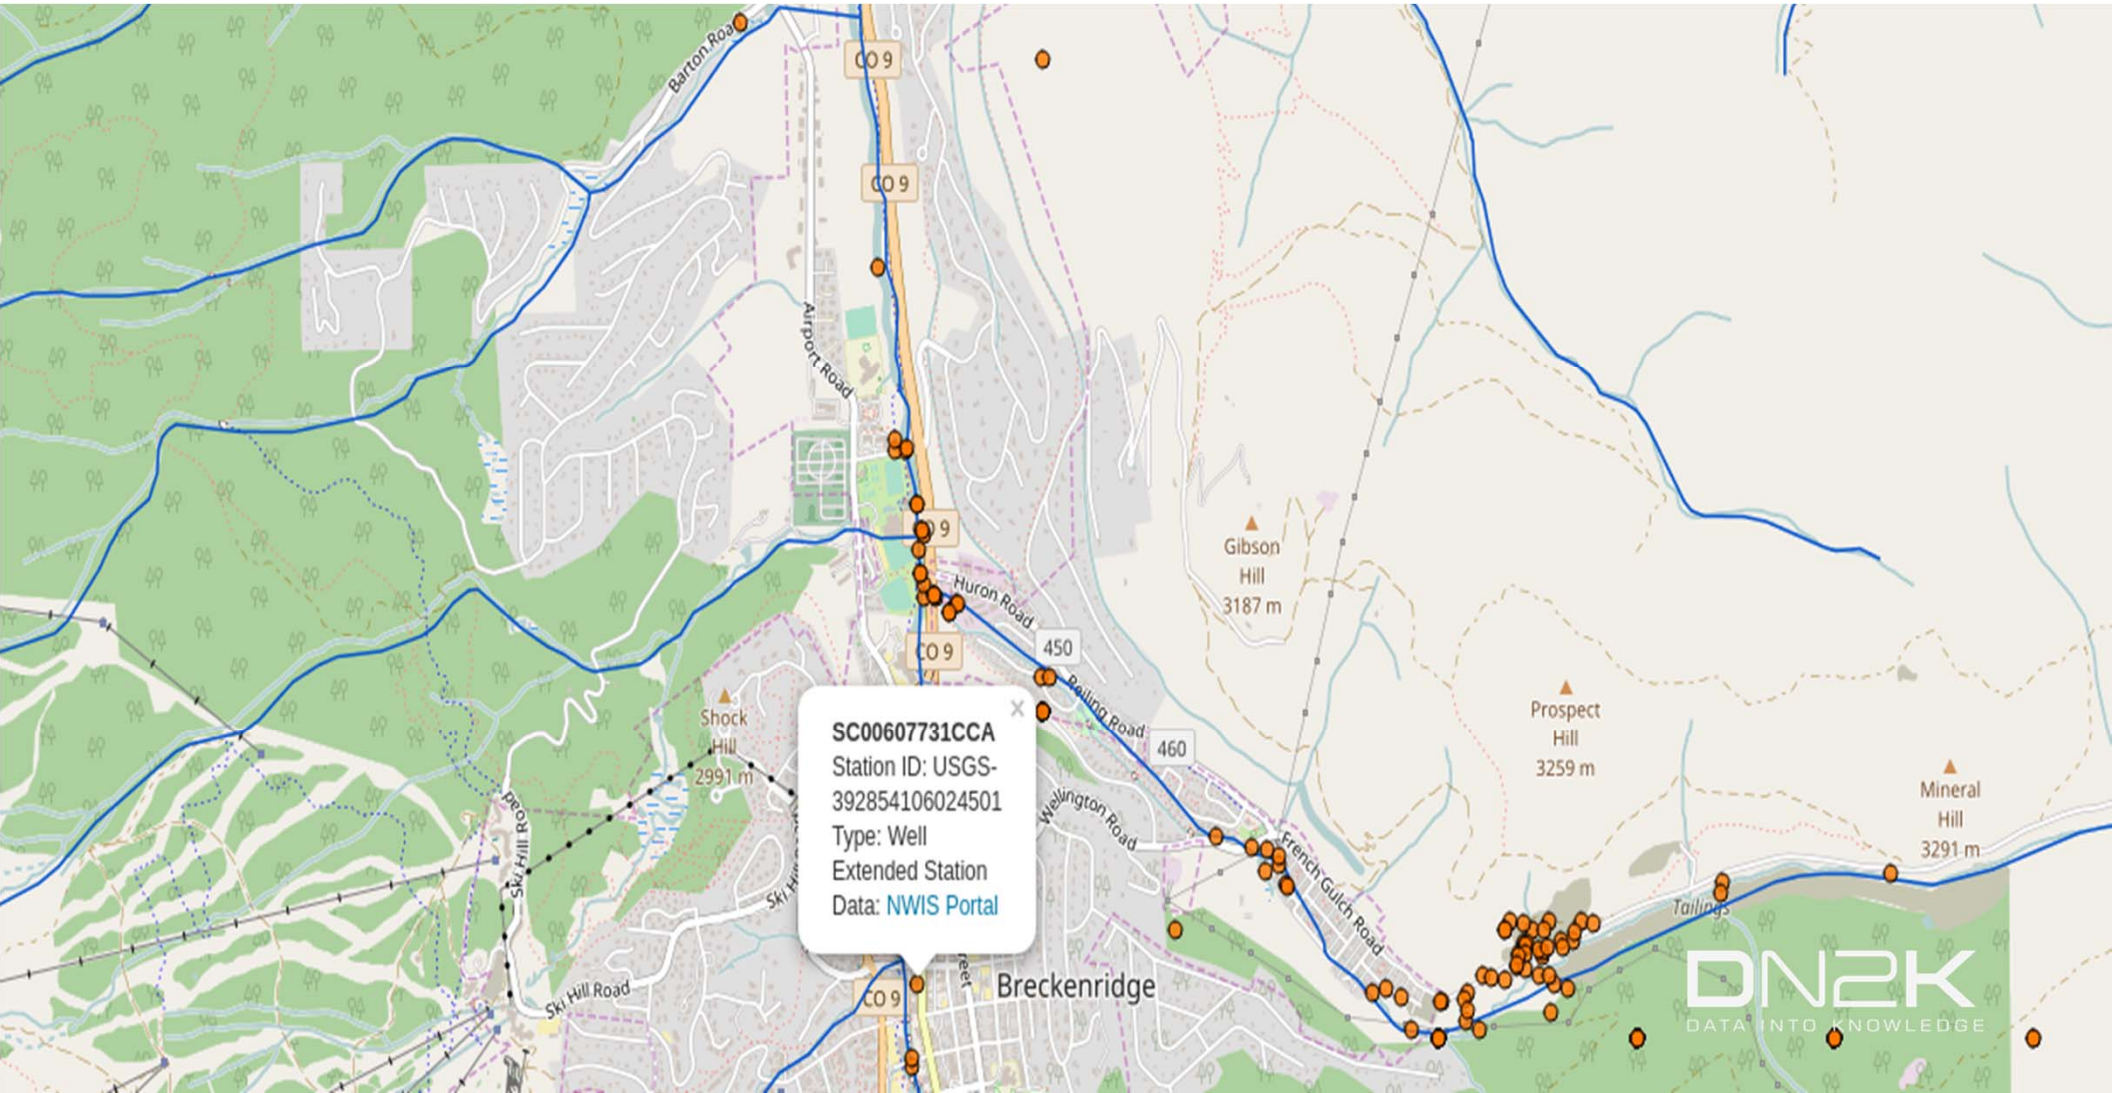 Barton Road
CO 9
CO 9
Airport Road
CO 9
Huron Road
Gibson
Hill
3187 m
CO 9
450
Reiling Road
Shock
Hill
2991 m
Prospect
Hill
3259 m
460
Mineral
Hill
3291 m
×
SC00607731CCA
Station ID: USGS-
392854106024501
Type: Well
Extended Station
Data: NWIS Portal
Wellington Road
French Gulch Road
Ski Hill Road
Ski Hi
Tailings
reet
Breckenridge
Ski Hill Road
CO 9
DN2K
DATA INTO KNOWLEDGE